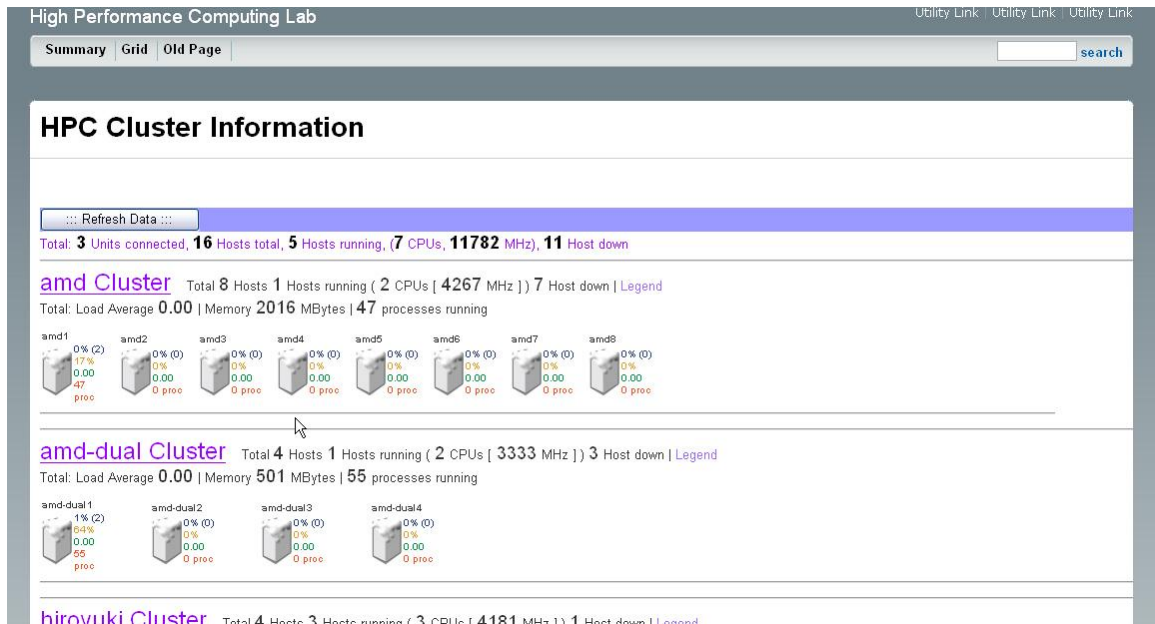 High Performance Computing Lab
Utility Link | Utility Link | Utility Link
Summary | Grid | Old Page
search
HPC Cluster Information
::: Refresh Data :::
Total: 3 Units connected, 16 Hosts total, 5 Hosts running, (7 CPUs, 11782 MHz), 11 Host down
amd Cluster Total 8 Hosts 1 Hosts running ( 2 CPUs [ 4267 MHz ] ) 7 Host down | Legend
Total: Load Average 0.00 | Memory 2016 MBytes | 47 processes running
amd1 amd2 amd3 amd4 amd5 amd6 amd7 amd8
0% (2) 0% (0) 0% (0) 0% (0) 0% (0) 0% (0) 0% (0) 0% (0)
17% 0% 0% 0% 0% 0% 0% 0%
0.00 0.00 0.00 0.00 0.00 0.00 0.00 0.00
47 0 proc 0 proc 0 proc 0 proc 0 proc 0 proc 0 proc
proc
amd-dual Cluster Total 4 Hosts 1 Hosts running ( 2 CPUs [ 3333 MHz ] ) 3 Host down | Legend
Total: Load Average 0.00 | Memory 501 MBytes | 55 processes running
amd-dual1 amd-dual2 amd-dual3 amd-dual4
1% (2) 0% (0) 0% (0) 0% (0)
64% 0% 0% 0%
0.00 0.00 0.00 0.00
55 0 proc 0 proc 0 proc
proc
hiroyuki Cluster Total 4 Hosts 3 Hosts running ( 3 CPUs [ 4181 MHz ] ) 1 Host down | Legend